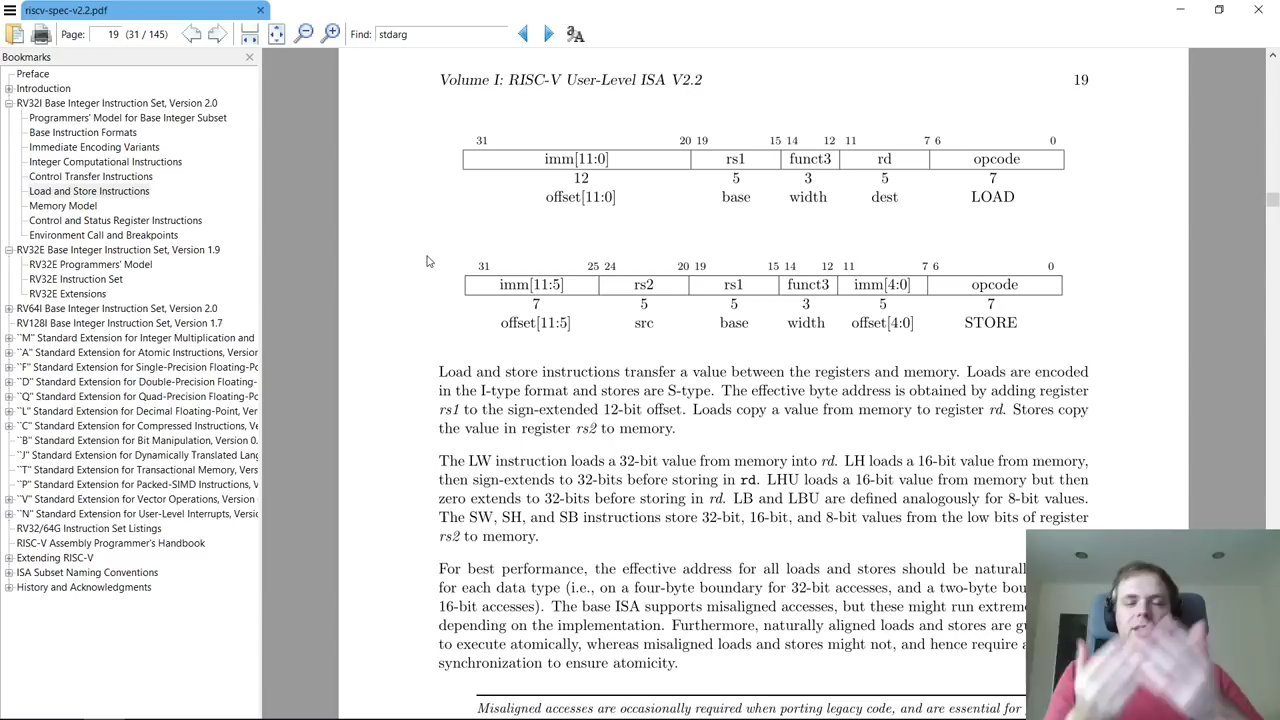 riscv-spec-v2.2.pdf
Page: 19 (31 / 145) Find: stdarg
Bookmarks
Preface
Introduction
RV32I Base Integer Instruction Set, Version 2.0
Programmers' Model for Base Integer Subset
Base Instruction Formats
Immediate Encoding Variants
Integer Computational Instructions
Control Transfer Instructions
Load and Store Instructions
Memory Model
Control and Status Register Instructions
Environment Call and Breakpoints
RV32E Base Integer Instruction Set, Version 1.9
RV32E Programmers' Model
RV32E Instruction Set
RV32E Extensions
RV64I Base Integer Instruction Set, Version 2.0
RV128I Base Integer Instruction Set, Version 1.7
``M'' Standard Extension for Integer Multiplication and
``A'' Standard Extension for Atomic Instructions, Version
``F'' Standard Extension for Single-Precision Floating-Po
``D'' Standard Extension for Double-Precision Floating-
``Q'' Standard Extension for Quad-Precision Floating-Po
``L'' Standard Extension for Decimal Floating-Point, Ver
``C'' Standard Extension for Compressed Instructions, Ve
``B'' Standard Extension for Bit Manipulation, Version 0.
``J'' Standard Extension for Dynamically Translated Lang
``T'' Standard Extension for Transactional Memory, Vers
``P'' Standard Extension for Packed-SIMD Instructions, V
``V'' Standard Extension for Vector Operations, Version
``N'' Standard Extension for User-Level Interrupts, Versio
RV32/64G Instruction Set Listings
RISC-V Assembly Programmer's Handbook
Extending RISC-V
ISA Subset Naming Conventions
History and Acknowledgments
Volume I: RISC-V User-Level ISA V2.2 19
31 20 19 15 14 12 11 7 6 0
imm[11:0] rs1 funct3 rd opcode
12 5 3 5 7
offset[11:0] base width dest LOAD
31 25 24 20 19 15 14 12 11 7 6 0
imm[11:5] rs2 rs1 funct3 imm[4:0] opcode
7 5 5 3 5 7
offset[11:5] src base width offset[4:0] STORE
Load and store instructions transfer a value between the registers and memory. Loads are encoded
in the I-type format and stores are S-type. The effective byte address is obtained by adding register
rs1 to the sign-extended 12-bit offset. Loads copy a value from memory to register rd. Stores copy
the value in register rs2 to memory.
The LW instruction loads a 32-bit value from memory into rd. LH loads a 16-bit value from memory,
then sign-extends to 32-bits before storing in rd. LHU loads a 16-bit value from memory but then
zero extends to 32-bits before storing in rd. LB and LBU are defined analogously for 8-bit values.
The SW, SH, and SB instructions store 32-bit, 16-bit, and 8-bit values from the low bits of register
rs2 to memory.
For best performance, the effective address for all loads and stores should be natural
for each data type (i.e., on a four-byte boundary for 32-bit accesses, and a two-byte bou
16-bit accesses). The base ISA supports misaligned accesses, but these might run extrem
depending on the implementation. Furthermore, naturally aligned loads and stores are gu
to execute atomically, whereas misaligned loads and stores might not, and hence require a
synchronization to ensure atomicity.
Misaligned accesses are occasionally required when porting legacy code, and are essential for